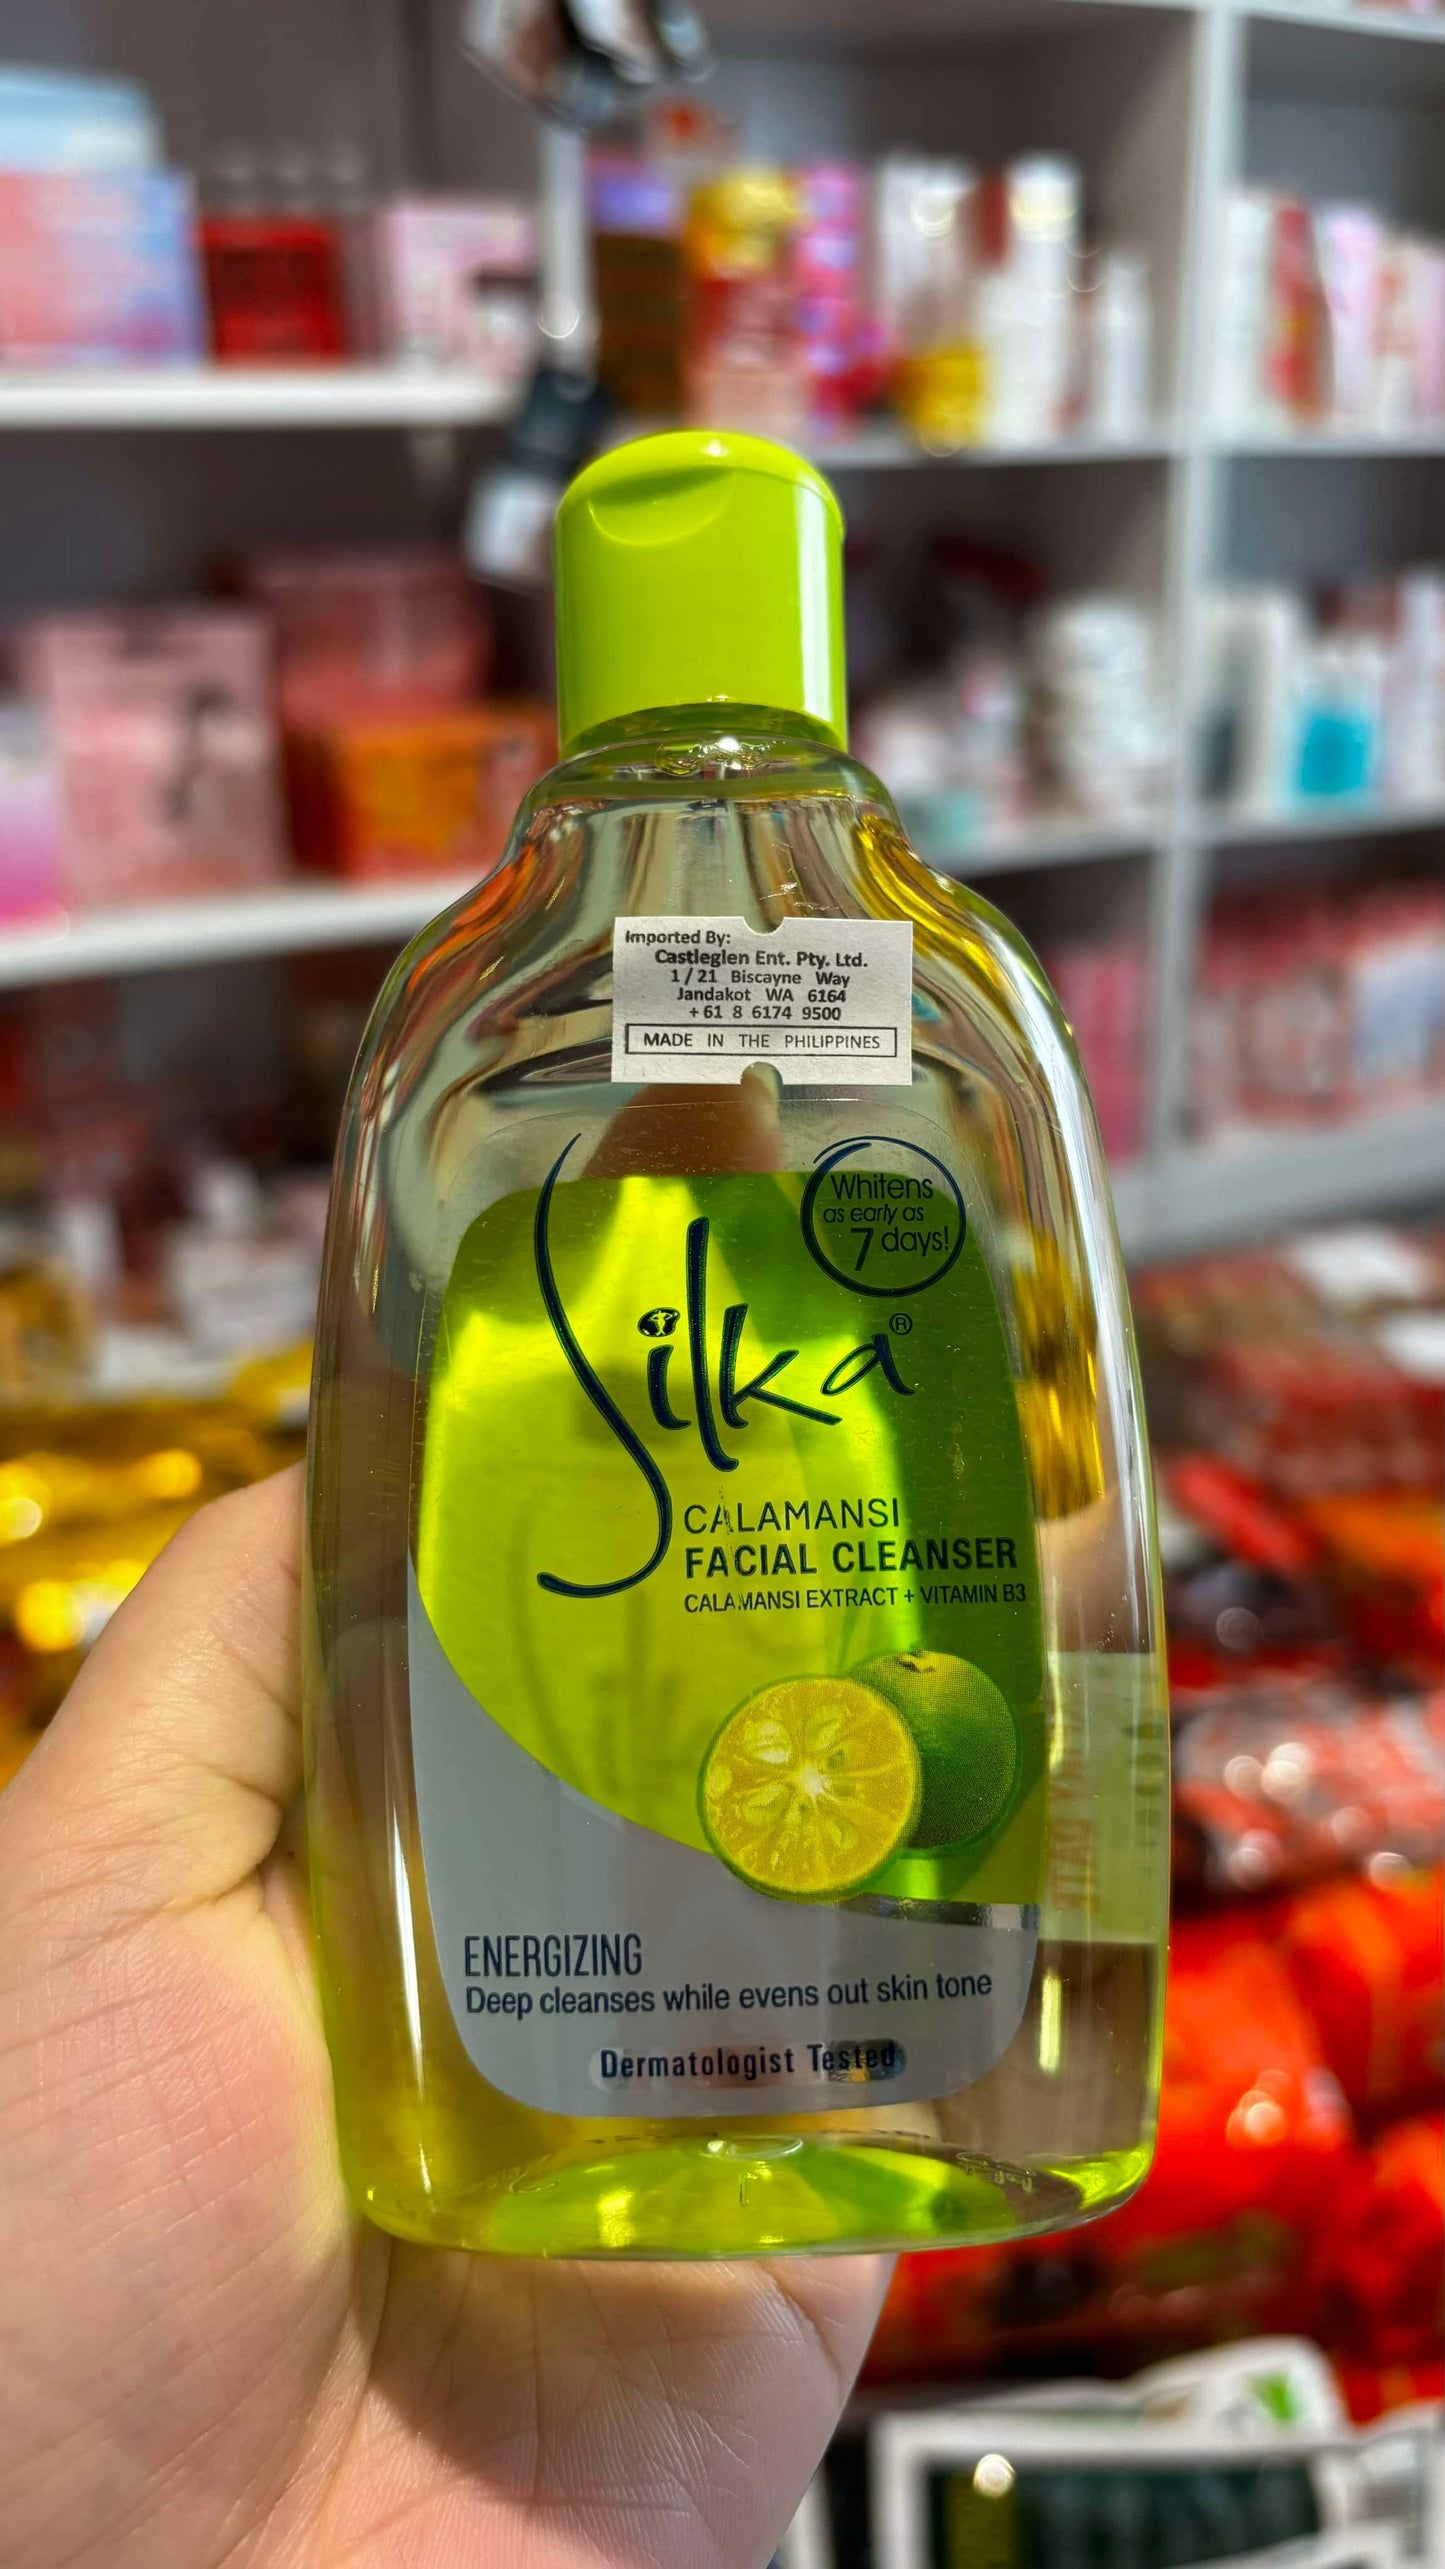 Imported By:
Castleglen Ent. Pty. Ltd.
1 / 21 Biscayne Way
Jandakot WA 6164
+ 61 8 6174 9500
MADE IN THE PHILIPPINES
Whitens
as early as
7 days!
Silka®
CALAMANSI
FACIAL CLEANSER
CALAMANSI EXTRACT + VITAMIN B3
ENERGIZING
Deep cleanses while evens out skin tone
Dermatologist Tested